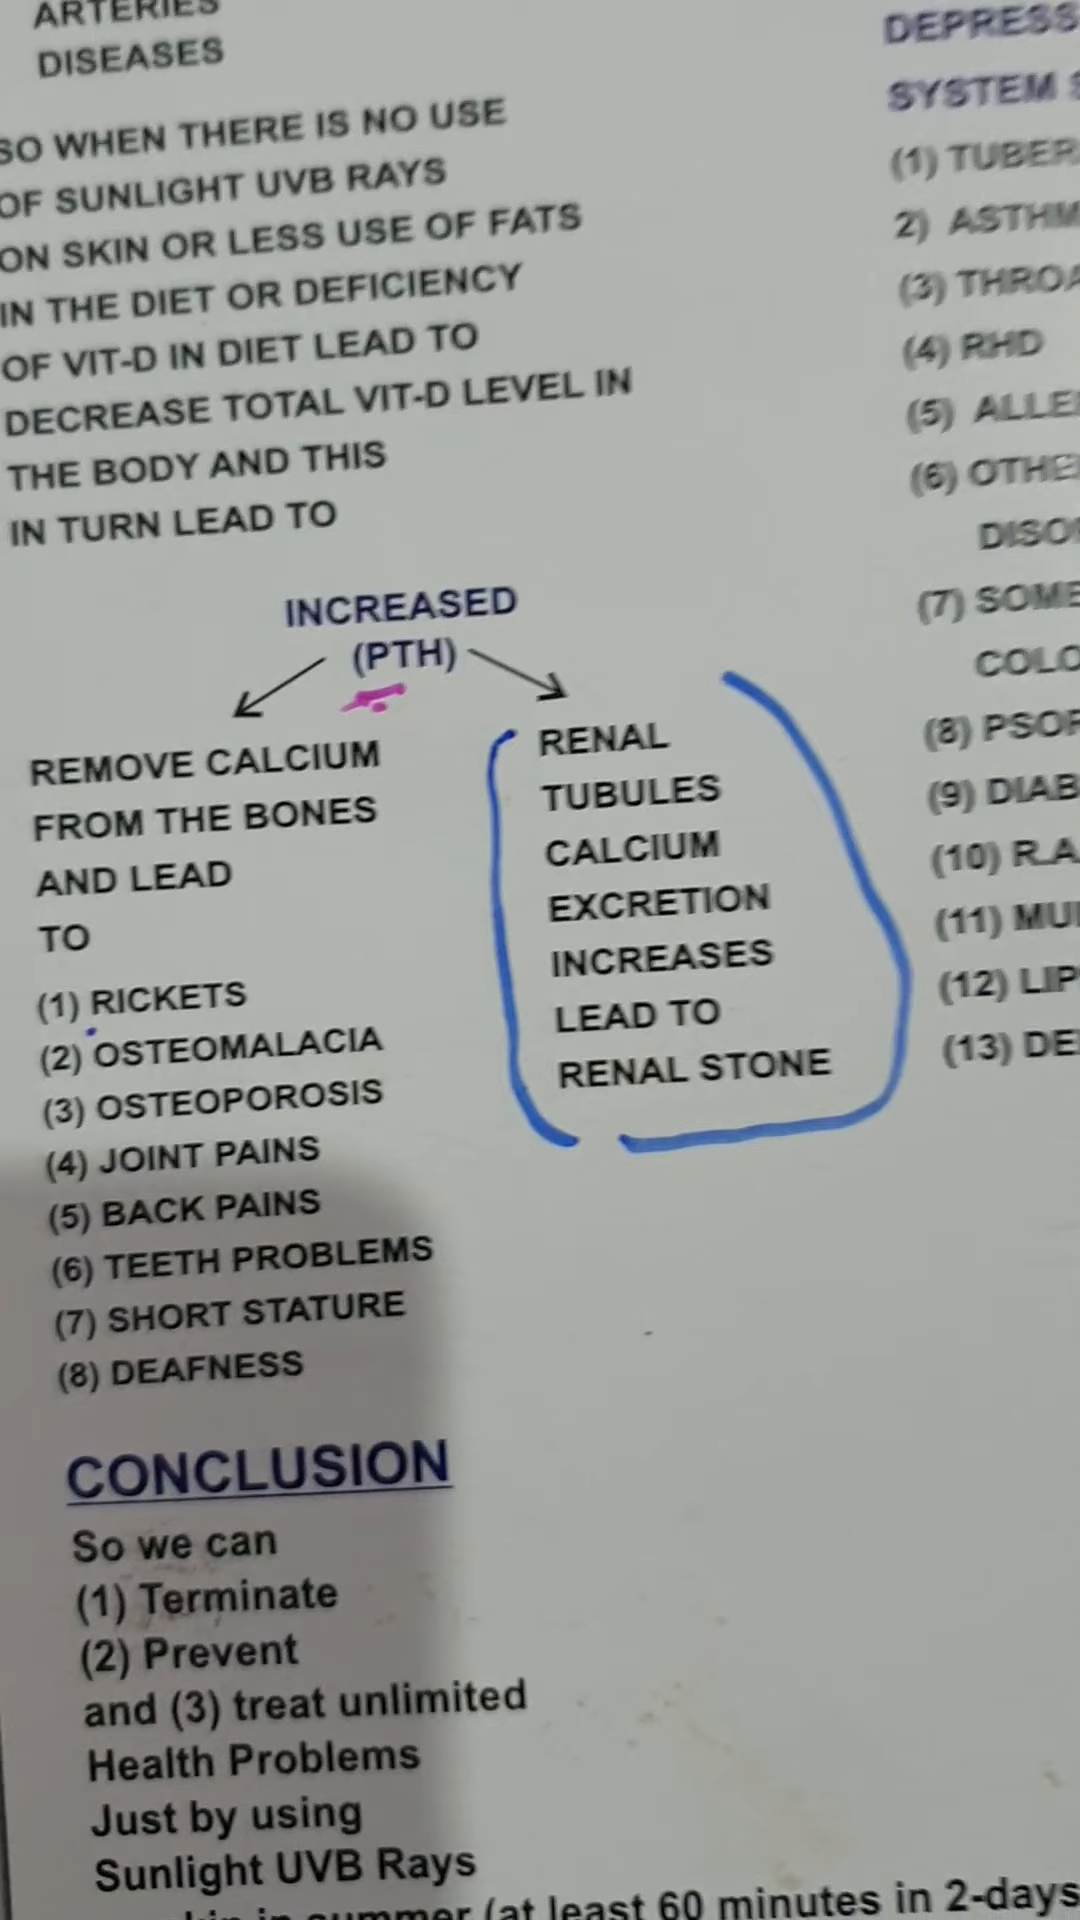 ARTERIES
DISEASES
SO WHEN THERE IS NO USE
OF SUNLIGHT UVB RAYS
ON SKIN OR LESS USE OF FATS
IN THE DIET OR DEFICIENCY
OF VIT-D IN DIET LEAD TO
DECREASE TOTAL VIT-D LEVEL IN
THE BODY AND THIS
IN TURN LEAD TO
INCREASED
(PTH)
REMOVE CALCIUM
FROM THE BONES
AND LEAD
TO
(1) RICKETS
(2) OSTEOMALACIA
(3) OSTEOPOROSIS
(4) JOINT PAINS
(5) BACK PAINS
(6) TEETH PROBLEMS
(7) SHORT STATURE
(8) DEAFNESS
RENAL
TUBULES
CALCIUM
EXCRETION
INCREASES
LEAD TO
RENAL STONE
CONCLUSION
So we can
(1) Terminate
(2) Prevent
and (3) treat unlimited
Health Problems
Just by using
Sunlight UVB Rays
in summer (at least 60 minutes in 2-days
DEPRESS
SYSTEM
(1) TUBER
2) ASTHM
(3) THROA
(4) RHD
(5) ALLE
(6) OTHE
DISO
(7) SOME
COLO
(8) PSOR
(9) DIAB
(10) R.A
(11) MU
(12) LIP
(13) DE